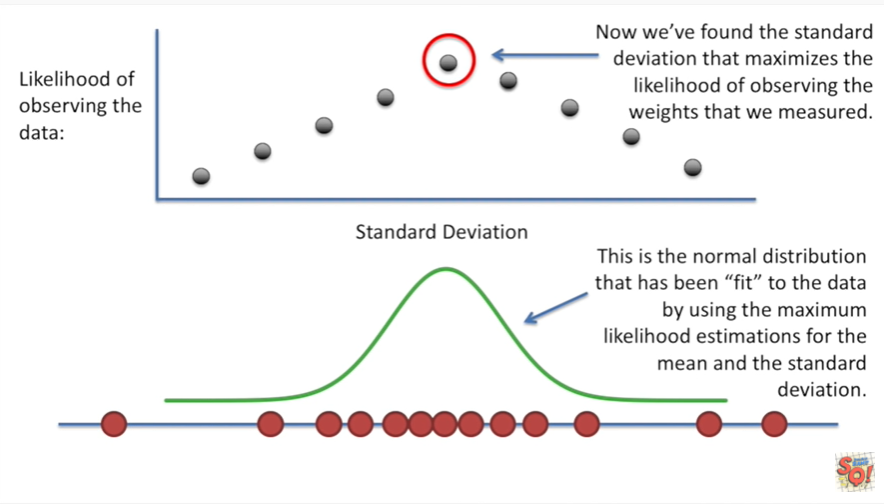 Now we’ve found the standard
deviation that maximizes the
likelihood of observing the
weights that we measured.
Likelihood of
observing the
data:
Standard Deviation
This is the normal distribution
that has been “fit” to the data
by using the maximum
likelihood estimations for the
mean and the standard
deviation.